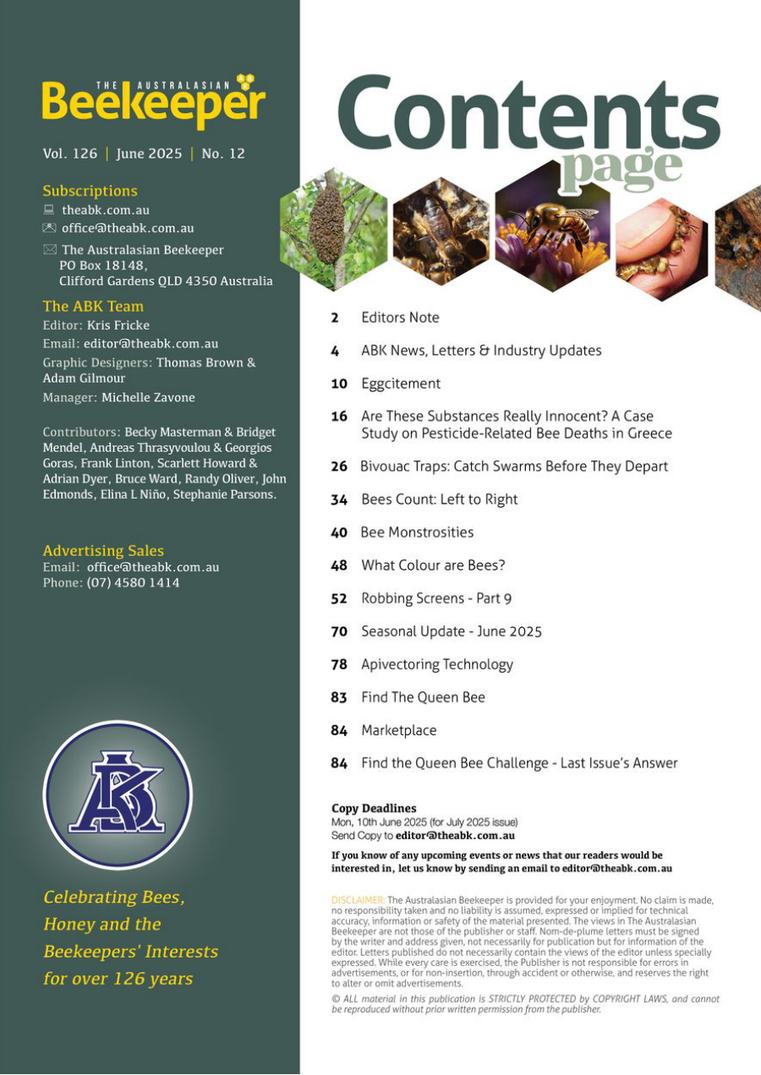 THE AUSTRALASIAN
Beekeeper
Vol. 126 | June 2025 | No. 12
Subscriptions
theabk.com.au
office@theabk.com.au
The Australasian Beekeeper
PO Box 18148,
Clifford Gardens QLD 4350 Australia
The ABK Team
Editor: Kris Fricke
Email: editor@theabk.com.au
Graphic Designers: Thomas Brown &
Adam Gilmour
Manager: Michelle Zavone
Contributors: Becky Masterman & Bridget
Mendel, Andreas Thrasyvoulou & Georgios
Goras, Frank Linton, Scarlett Howard &
Adrian Dyer, Bruce Ward, Randy Oliver, John
Edmonds, Elina L Niño, Stephanie Parsons.
Advertising Sales
Email: office@theabk.com.au
Phone: (07) 4580 1414
ABK
Celebrating Bees,
Honey and the
Beekeepers' Interests
for over 126 years
Contents
page
2 Editors Note
4 ABK News, Letters & Industry Updates
10 Eggcitement
16 Are These Substances Really Innocent? A Case
Study on Pesticide-Related Bee Deaths in Greece
26 Bivouac Traps: Catch Swarms Before They Depart
34 Bees Count: Left to Right
40 Bee Monstrosities
48 What Colour are Bees?
52 Robbing Screens - Part 9
70 Seasonal Update - June 2025
78 Apivectoring Technology
83 Find The Queen Bee
84 Marketplace
84 Find the Queen Bee Challenge - Last Issue's Answer
Copy Deadlines
Mon, 10th June 2025 (for July 2025 issue)
Send Copy to editor@theabk.com.au
If you know of any upcoming events or news that our readers would be
interested in, let us know by sending an email to editor@theabk.com.au
DISCLAIMER: The Australasian Beekeeper is provided for your enjoyment. No claim is made,
no responsibility taken and no liability is assumed, expressed or implied for technical
accuracy, information or safety of the material presented. The views in The Australasian
Beekeeper are not those of the publisher or staff. Nom-de-plume letters must be signed
by the writer and address given, not necessarily for publication but for information of the
editor. Letters published do not necessarily contain the views of the editor unless specially
expressed. While every care is exercised, the Publisher is not responsible for errors in
advertisements, or for non-insertion, through accident or otherwise, and reserves the right
to alter or omit advertisements.
© ALL material in this publication is STRICTLY PROTECTED by COPYRIGHT LAWS, and cannot
be reproduced without prior written permission from the publisher.